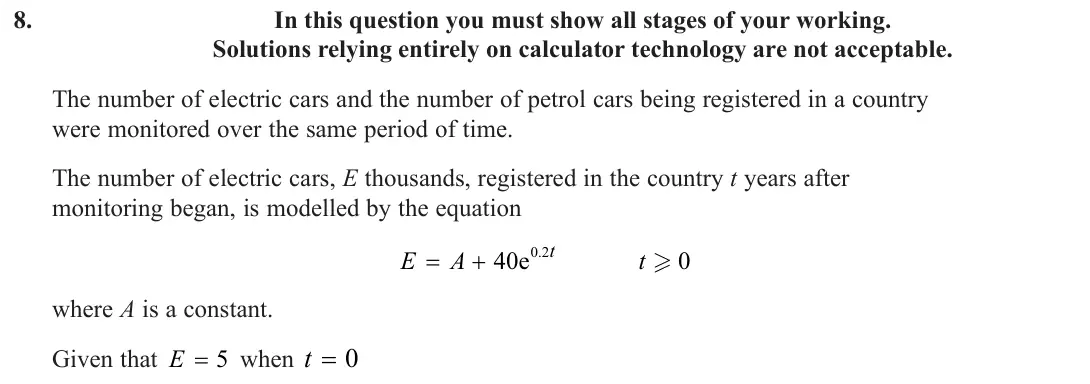 8. In this question you must show all stages of your working.
Solutions relying entirely on calculator technology are not acceptable.
The number of electric cars and the number of petrol cars being registered in a country
were monitored over the same period of time.
The number of electric cars, E thousands, registered in the country t years after
monitoring began, is modelled by the equation
E = A + 40e^{0.2t} t ⩾ 0
where A is a constant.
Given that E = 5 when t = 0